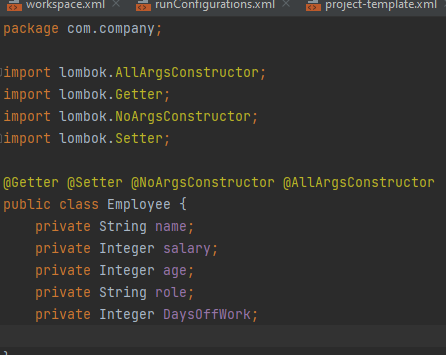 workspace.xml × runConfigurations.xml × project-template.xml
package com.company;
import lombok.AllArgsConstructor;
import lombok.Getter;
import lombok.NoArgsConstructor;
import lombok.Setter;
@Getter @Setter @NoArgsConstructor @AllArgsConstructor
public class Employee {
private String name;
private Integer salary;
private Integer age;
private String role;
private Integer DaysOffWork;
}